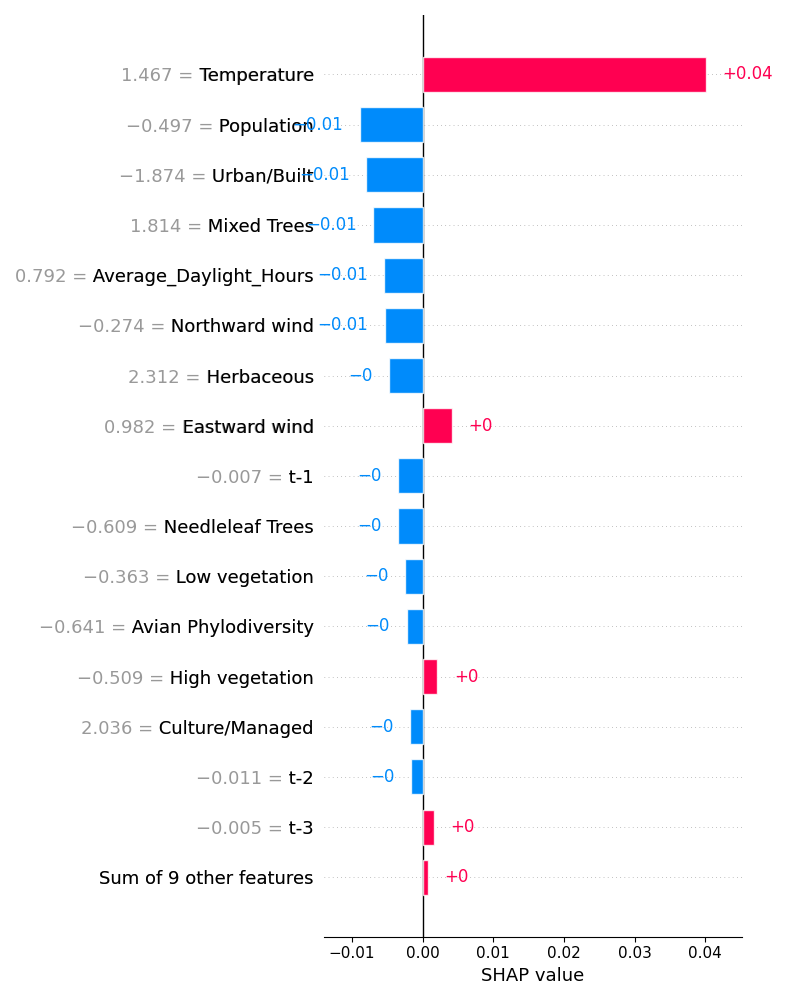 1.467 = Temperature +0.04
−0.497 = Population −0.01
−1.874 = Urban/Built −0.01
1.814 = Mixed Trees −0.01
0.792 = Average_Daylight_Hours −0.01
−0.274 = Northward wind −0.01
2.312 = Herbaceous −0
0.982 = Eastward wind +0
−0.007 = t-1 −0
−0.609 = Needleleaf Trees −0
−0.363 = Low vegetation −0
−0.641 = Avian Phylodiversity −0
−0.509 = High vegetation +0
2.036 = Culture/Managed −0
−0.011 = t-2 −0
−0.005 = t-3 +0
Sum of 9 other features +0
−0.01 0.00 0.01 0.02 0.03 0.04
SHAP value